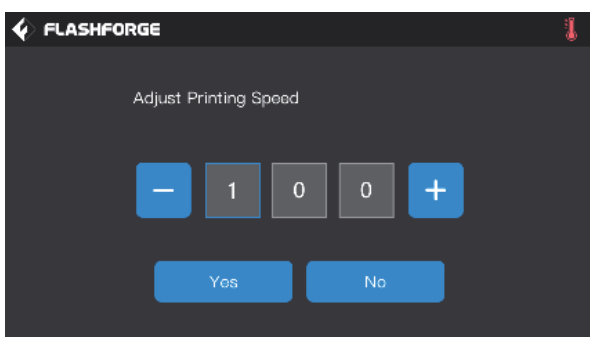 FLASHFORGE
Adjust Printing Speed
− 1 0 0 +
Yes No